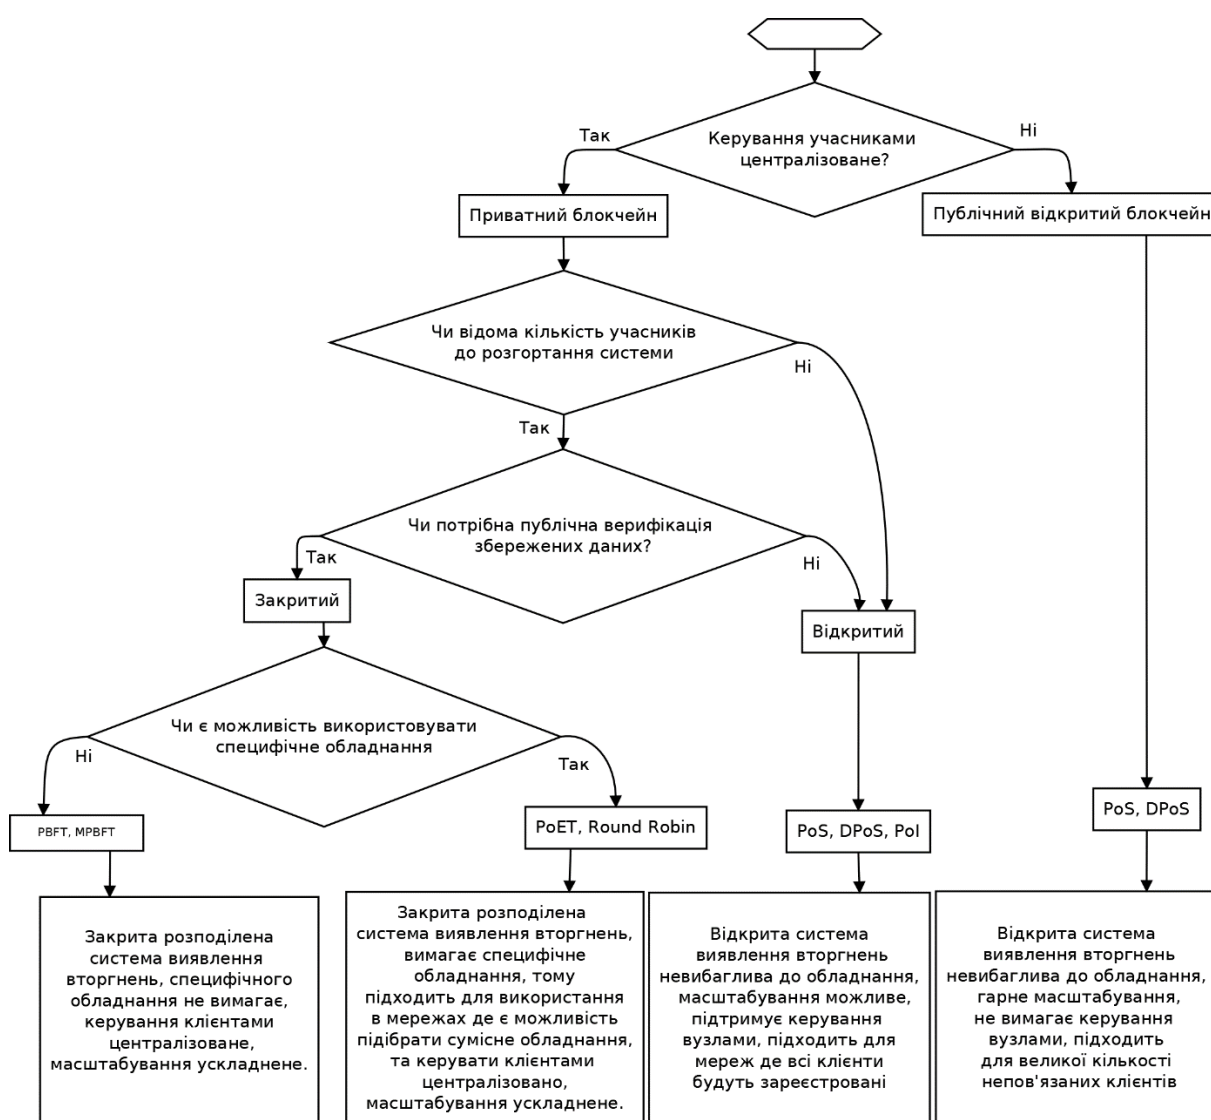 Керування учасниками
централізоване?
Так
Ні
Приватний блокчейн
Публічний відкритий блокчейн
Чи відома кількість учасників
до розгортання системи
Ні
Так
Чи потрібна публічна верифікація
збережених даних?
Так
Ні
Закритий
Відкритий
Чи є можливість використовувати
специфічне обладнання
Ні
Так
PBFT, MPBFT
PoET, Round Robin
PoS, DPoS, PoI
PoS, DPoS
Закрита розподілена
система виявлення
вторгнень, специфічного
обладнання не вимагає,
керування клієнтами
централізоване,
масштабування ускладнене.
Закрита розподілена
система виявлення вторгнень,
вимагає специфічне
обладнання, тому
підходить для використання
в мережах де є можливість
підібрати сумісне обладнання,
та керувати клієнтами
централізовано,
масштабування ускладнене.
Відкрита система
виявлення вторгнень
невибаглива до обладнання,
масштабування можливе,
підтримує керування
вузлами, підходить для
мереж де всі клієнти
будуть зареєстровані
Відкрита система
виявлення вторгнень
невибаглива до обладнання,
гарне масштабування,
не вимагає керування
вузлами, підходить
для великої кількості
непов'язаних клієнтів